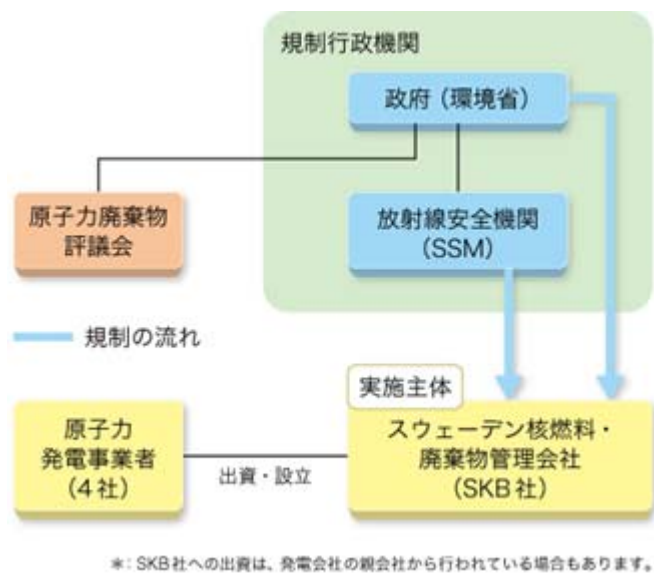 規制行政機関
政府（環境省）
原子力廃棄物
評議会
放射線安全機関
（SSM）
規制の流れ
実施主体
原子力
発電事業者
（4社）
出資・設立
スウェーデン核燃料・
廃棄物管理会社
（SKB社）
＊：SKB社への出資は、発電会社の親会社から行われている場合もあります。